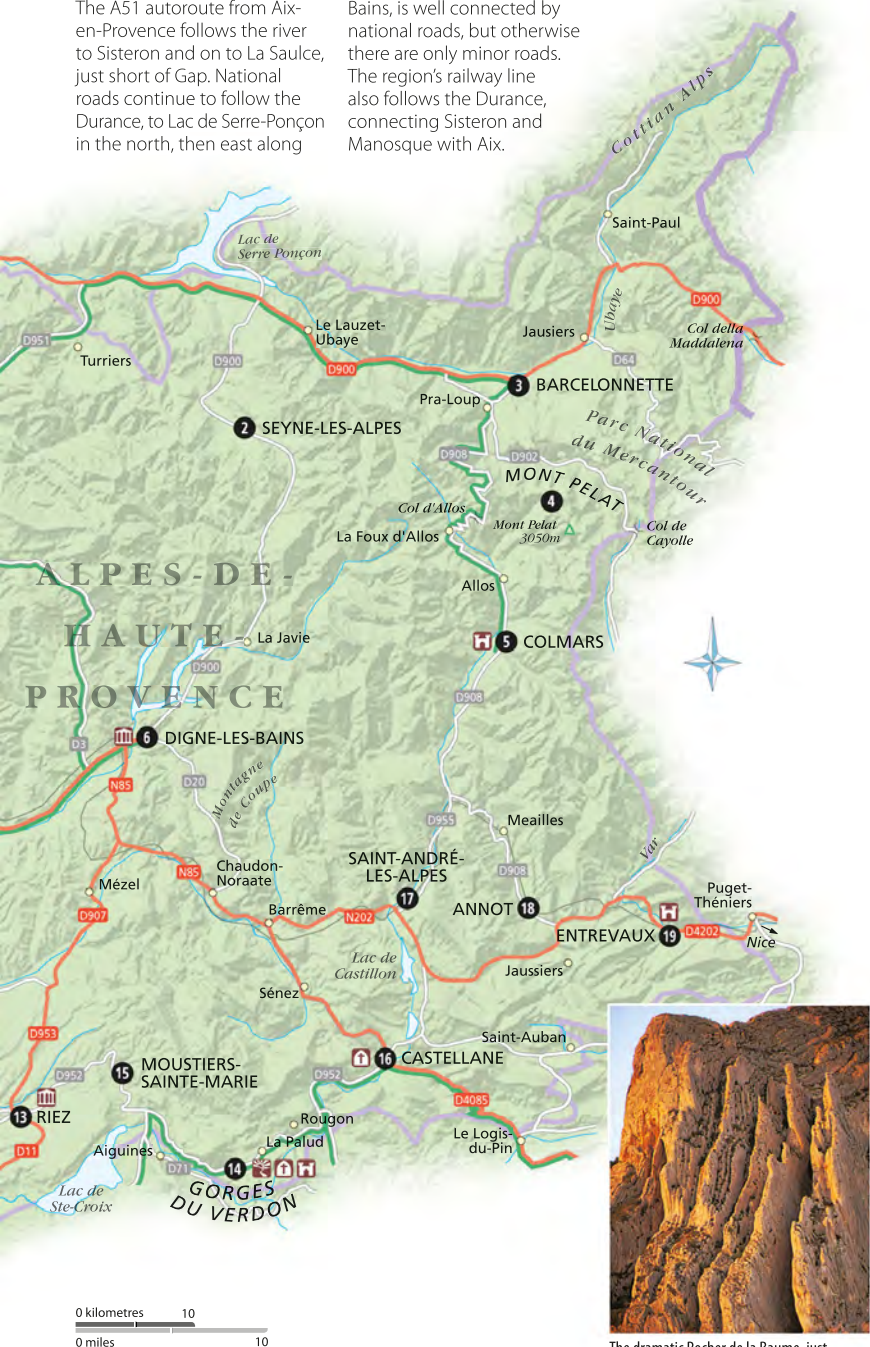 The A51 autoroute from Aix-
en-Provence follows the river
to Sisteron and on to La Saulce,
just short of Gap. National
roads continue to follow the
Durance, to Lac de Serre-Ponçon
in the north, then east along
Bains, is well connected by
national roads, but otherwise
there are only minor roads.
The region's railway line
also follows the Durance,
connecting Sisteron and
Manosque with Aix.
Cottian Alps
Saint-Paul
Lac de
Serre Ponçon
D900
Ubaye
Le Lauzet-
Ubaye
Jausiers
Col della
Maddalena
D951
Turriers
D900
D900
D64
3 BARCELONNETTE
Pra-Loup
2 SEYNE-LES-ALPES
Parc National
du Mercantour
D908
D902
MONT PELAT
4
Col d'Allos
Mont Pelat
3050m
La Foux d'Allos
Col de
Cayolle
ALPES-DE-
HAUTE-
PROVENCE
Allos
La Javie
5 COLMARS
D900
D908
6 DIGNE-LES-BAINS
D3
N85
D20
Montagne
de Coupe
D955
Meailles
Var
SAINT-ANDRÉ-
LES-ALPES
17
D908
N85
Chaudon-
Noraate
Mézel
D907
Barrême
N202
ANNOT 18
Puget-
Théniers
ENTREVAUX 19
D4202
Nice
Lac de
Castillon
Jaussiers
Sénez
D953
Saint-Auban
16 CASTELLANE
15
MOUSTIERS-
SAINTE-MARIE
D952
D952
D4085
13 RIEZ
Rougon
Le Logis-
du-Pin
D11
Aiguines
La Palud
D71
14
GORGES
DU VERDON
Lac de
Ste-Croix
0 kilometres 10
0 miles 10
The dramatic Rocher de la Baume, just